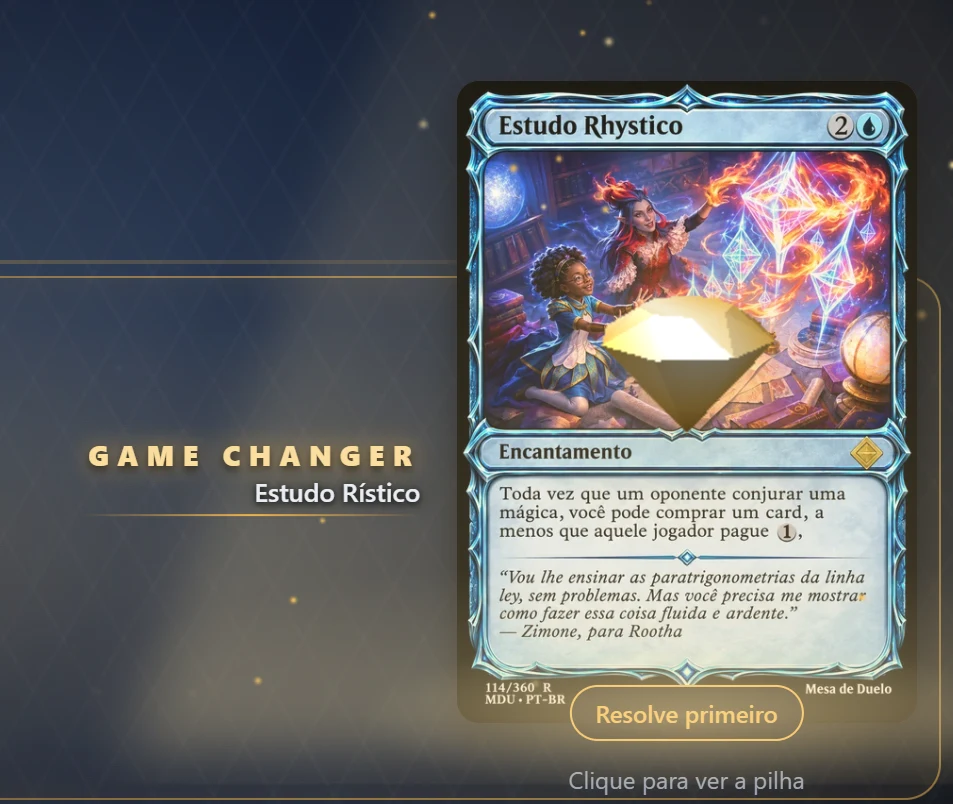 Estudo Rhystico
2
GAME CHANGER
Estudo Rístico
Encantamento
Toda vez que um oponente conjurar uma
mágica, você pode comprar um card, a
menos que aquele jogador pague 1,
“Vou lhe ensinar as paratrigonometrias da linha
ley, sem problemas. Mas você precisa me mostrar
como fazer essa coisa fluida e ardente.”
— Zimone, para Rootha
114/360 R
MDU • PT-BR
Mesa de Duelo
Resolve primeiro
Clique para ver a pilha